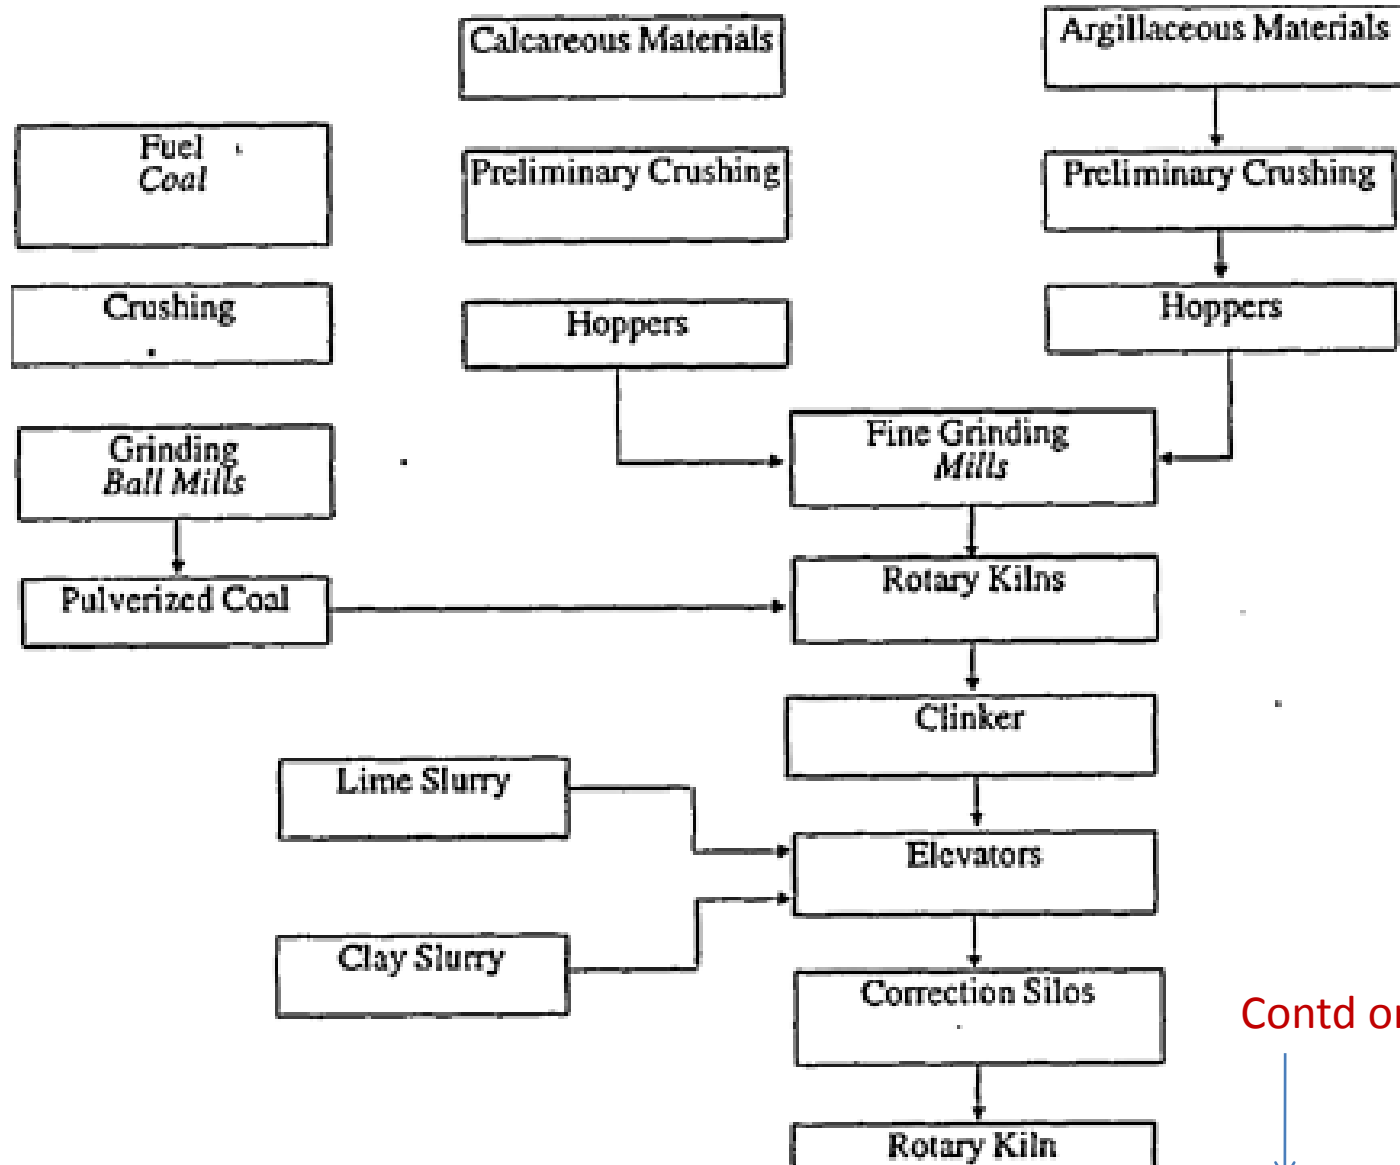 Calcareous Materials
Argillaceous Materials
Fuel
Coal
Preliminary Crushing
Preliminary Crushing
Crushing
Hoppers
Hoppers
Grinding
Ball Mills
Fine Grinding
Mills
Pulverized Coal
Rotary Kilns
Clinker
Lime Slurry
Elevators
Clay Slurry
Correction Silos
Contd
Rotary Kiln